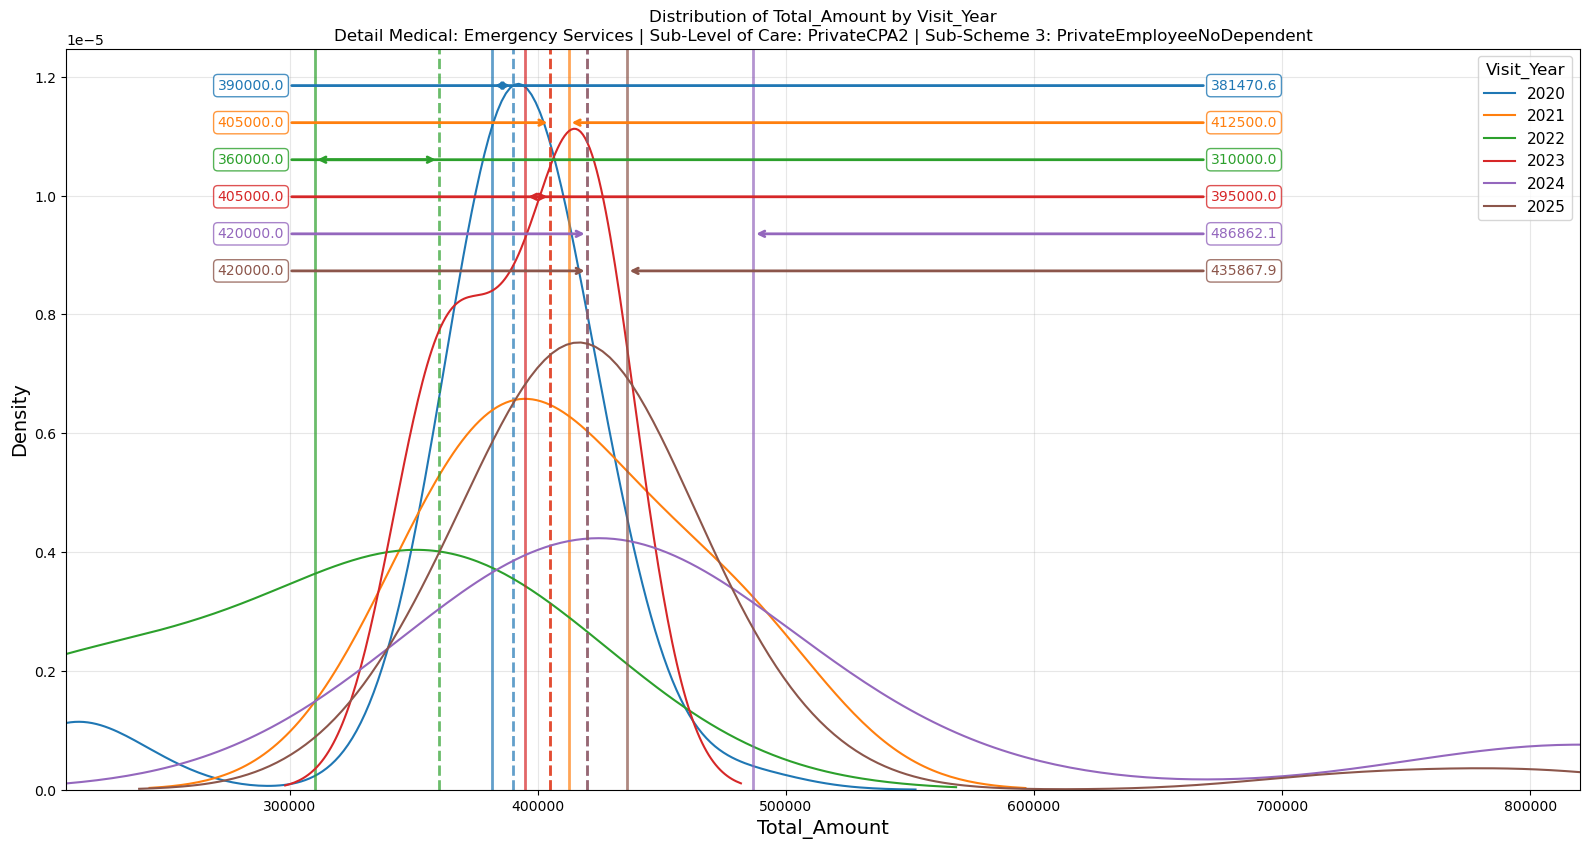 Distribution of Total_Amount by Visit_Year
Detail Medical: Emergency Services | Sub-Level of Care: PrivateCPA2 | Sub-Scheme 3: PrivateEmployeeNoDependent
1e−5
Visit_Year
2020
2021
2022
2023
2024
2025
390000.0 381470.6
405000.0 412500.0
360000.0 310000.0
405000.0 395000.0
420000.0 486862.1
420000.0 435867.9
1.2
1.0
0.8
0.6
0.4
0.2
0.0
Density
300000 400000 500000 600000 700000 800000
Total_Amount